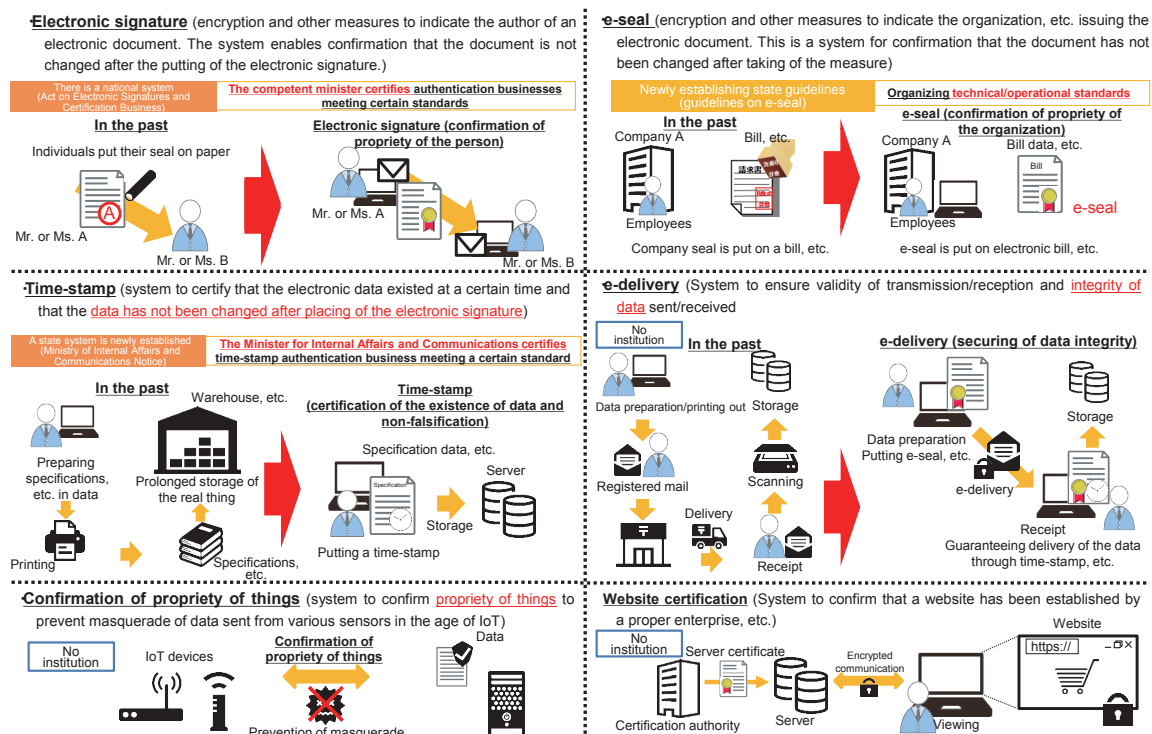 ·Electronic signature (encryption and other measures to indicate the author of an
electronic document. The system enables confirmation that the document is not
changed after the putting of the electronic signature.)
There is a national system
(Act on Electronic Signatures and
Certification Business)
The competent minister certifies authentication businesses
meeting certain standards
In the past
Individuals put their seal on paper
A
Mr. or Ms. A
Mr. or Ms. B
Electronic signature (confirmation of
propriety of the person)
Mr. or Ms. A
Mr. or Ms. B
·e-seal (encryption and other measures to indicate the organization, etc. issuing the
electronic document. This is a system for confirmation that the document has not
been changed after taking of the measure)
Newly establishing state guidelines
(guidelines on e-seal)
Organizing technical/operational standards
In the past
Company A
Bill, etc.
請求書
Employees
Company seal is put on a bill, etc.
e-seal (confirmation of propriety of
the organization)
Company A
Bill data, etc.
Bill
e-seal
Employees
e-seal is put on electronic bill, etc.
·Time-stamp (system to certify that the electronic data existed at a certain time and
that the data has not been changed after placing of the electronic signature)
A state system is newly established
(Ministry of Internal Affairs and
Communications Notice)
The Minister for Internal Affairs and Communications certifies
time-stamp authentication business meeting a certain standard
In the past
Warehouse, etc.
Preparing
specifications,
etc. in data
Prolonged storage of
the real thing
Printing
Specifications,
etc.
Time-stamp
(certification of the existence of data and
non-falsification)
Specification data, etc.
Specification
Server
Storage
Putting a time-stamp
·e-delivery (System to ensure validity of transmission/reception and integrity of
data sent/received
No
institution
In the past
Data preparation/printing out
Storage
Registered mail
Scanning
Delivery
Receipt
e-delivery (securing of data integrity)
Storage
Data preparation
Putting e-seal, etc.
e-delivery
Receipt
Guaranteeing delivery of the data
through time-stamp, etc.
·Confirmation of propriety of things (system to confirm propriety of things to
prevent masquerade of data sent from various sensors in the age of IoT)
No
institution
IoT devices
Confirmation of
propriety of things
Data
Prevention of masquerade
Website certification (System to confirm that a website has been established by
a proper enterprise, etc.)
No
institution
Server certificate
Encrypted
communication
Website
https://
Certification authority
Server
Viewing